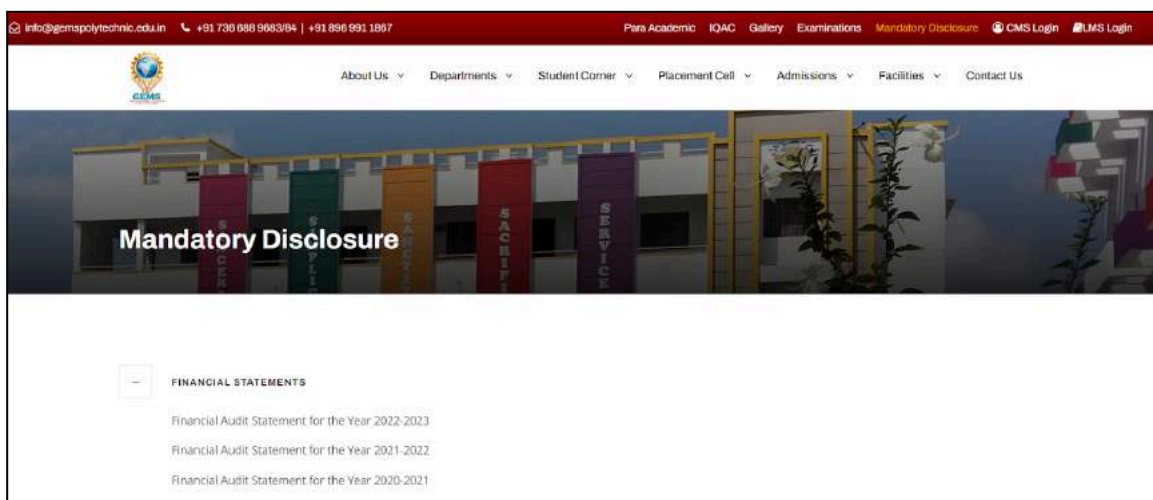 info@gemspolytechnic.edu.in +91 736 688 9683/84 | +91 896 991 1867 Para Academic IQAC Gallery Examinations Mandatory Disclosure CMS Login LMS Login
GEMS
About Us Departments Student Corner Placement Cell Admissions Facilities Contact Us
SERVICE
Mandatory Disclosure
FINANCIAL STATEMENTS
Financial Audit Statement for the Year 2022-2023
Financial Audit Statement for the Year 2021-2022
Financial Audit Statement for the Year 2020-2021